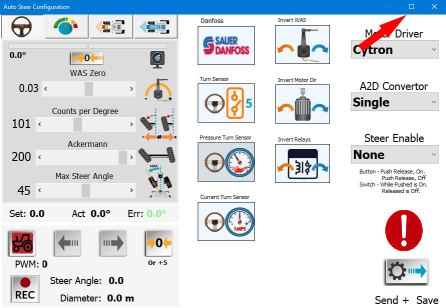 Auto Steer Configuration
0.0°
0
WAS Zero
0.03
Counts per Degree
101
Ackermann
200
Max Steer Angle
45
Set: 0.0 Act 0.0° Err: 0.0°
0
0r +5
PWM: 0
REC
Steer Angle: 0.0
Diameter: 0.0 m
Danfoss
SAUER
DANFOSS
Turn Sensor
5
Pressure Turn Sensor
Current Turn Sensor
AMPS
Invert WAS
Invert Motor Dir
Invert Relays
Driver
Cytron
A2D Convertor
Single
Steer Enable
None
Button - Push Release, On.
Push Release, Off
Switch - While Pushed is On.
Released is Off.
Send + Save